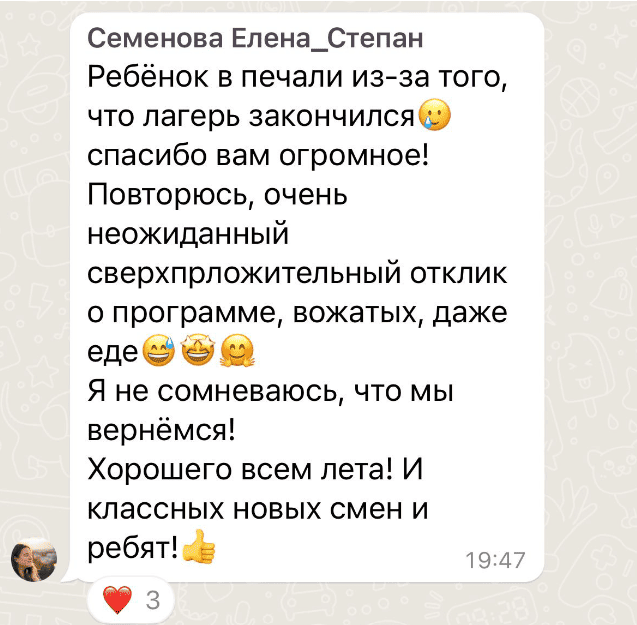 Семенова Елена_Степан
Ребёнок в печали из-за того,
что лагерь закончился🥲
спасибо вам огромное!
Повторюсь, очень
неожиданный
сверхпрложительный отклик
о программе, вожатых, даже
еде😅🤩🤗
Я не сомневаюсь, что мы
вернёмся!
Хорошего всем лета! И
классных новых смен и
ребят!👍
19:47
❤️ 3